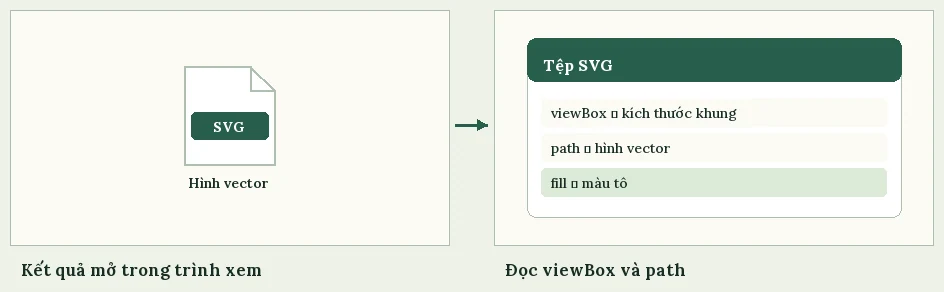 SVG
Hình vector
Kết quả mở trong trình xem
Tệp SVG
viewBox ▯ kích thước khung
path ▯ hình vector
fill ▯ màu tô
Đọc viewBox và path